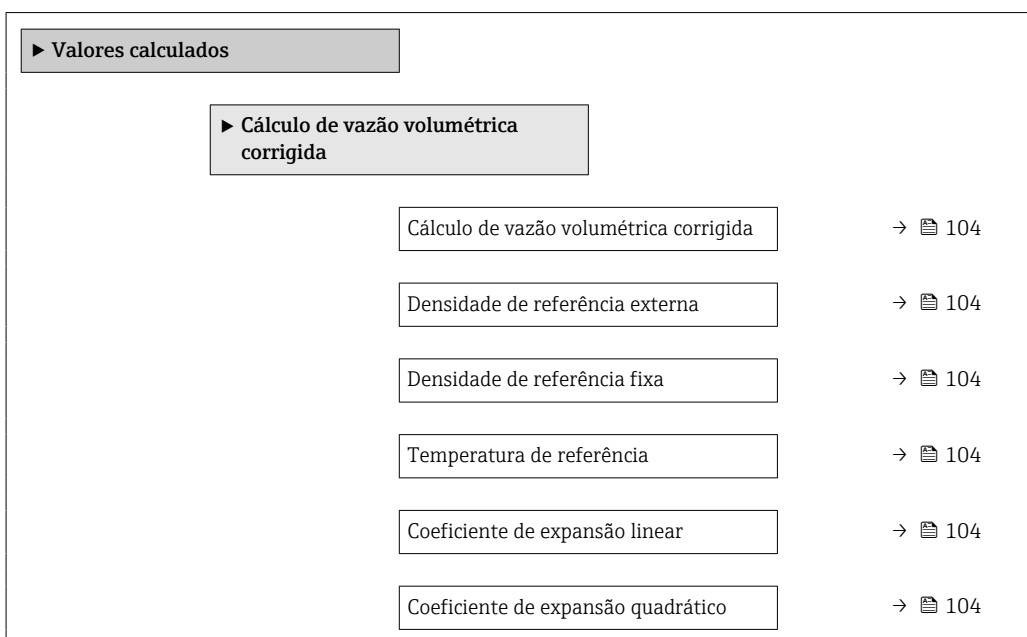 ▶ Valores calculados
▶ Cálculo de vazão volumétrica
corrigida
Cálculo de vazão volumétrica corrigida → 104
Densidade de referência externa → 104
Densidade de referência fixa → 104
Temperatura de referência → 104
Coeficiente de expansão linear → 104
Coeficiente de expansão quadrático → 104